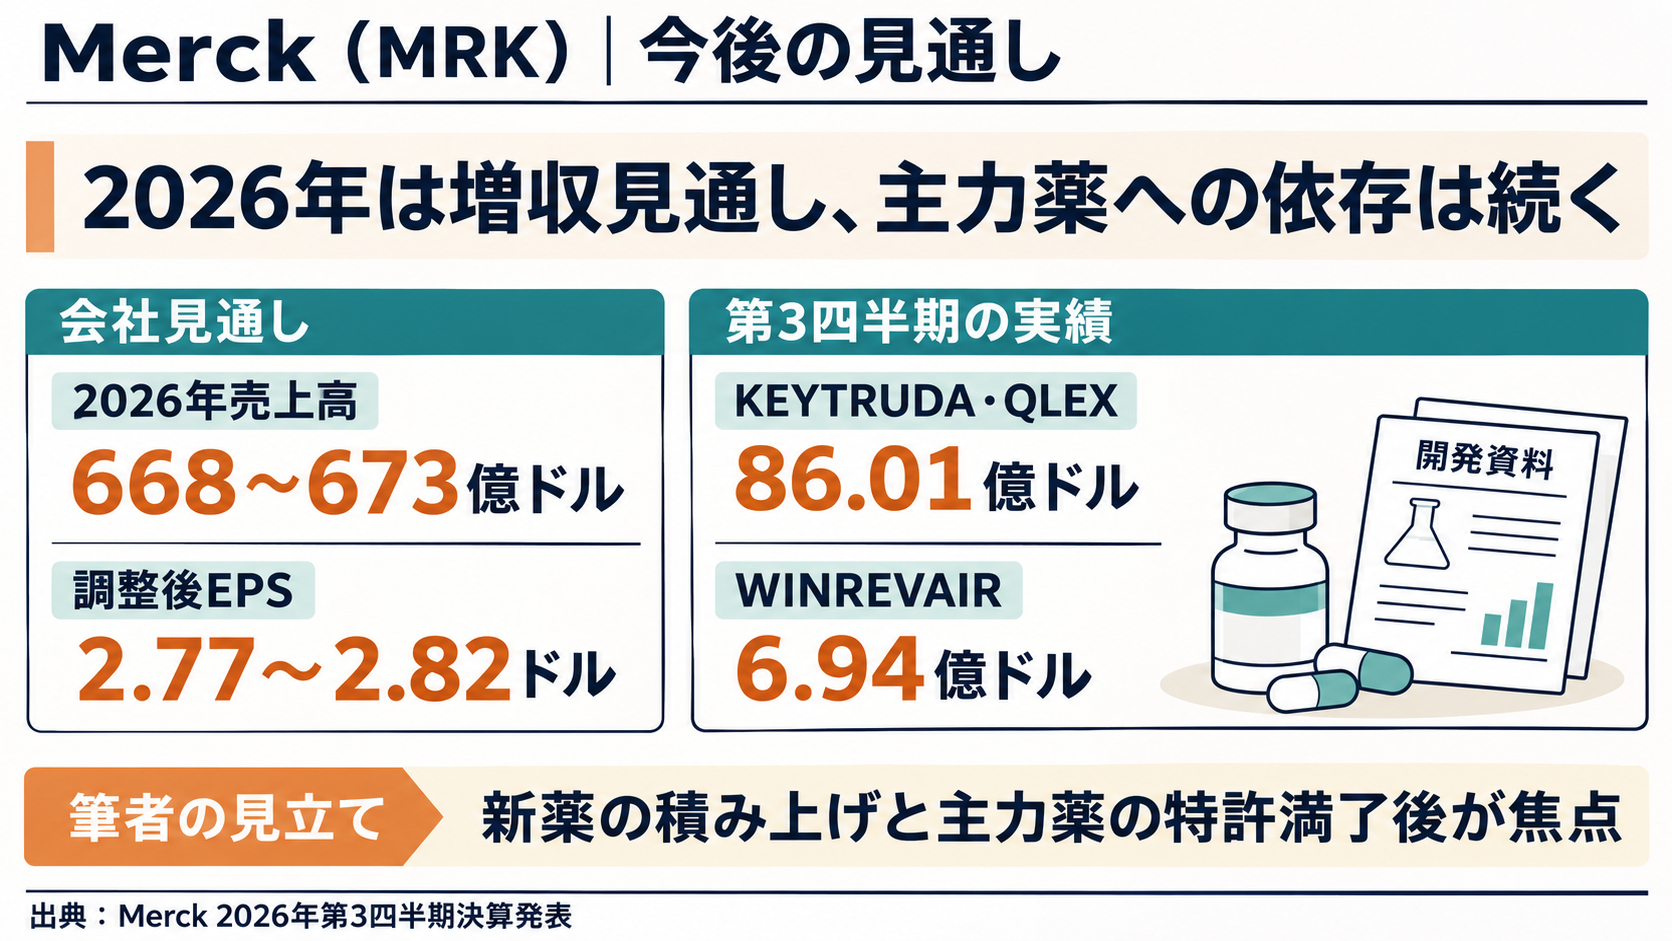 Merck（MRK）｜今後の見通し
2026年は増収見通し、主力薬への依存は続く
会社見通し
2026年売上高
668～673億ドル
調整後EPS
2.77～2.82ドル
第3四半期の実績
KEYTRUDA・QLEX
86.01億ドル
WINREVAIR
6.94億ドル
開発資料
筆者の見立て
新薬の積み上げと主力薬の特許満了後が焦点
出典：Merck 2026年第3四半期決算発表